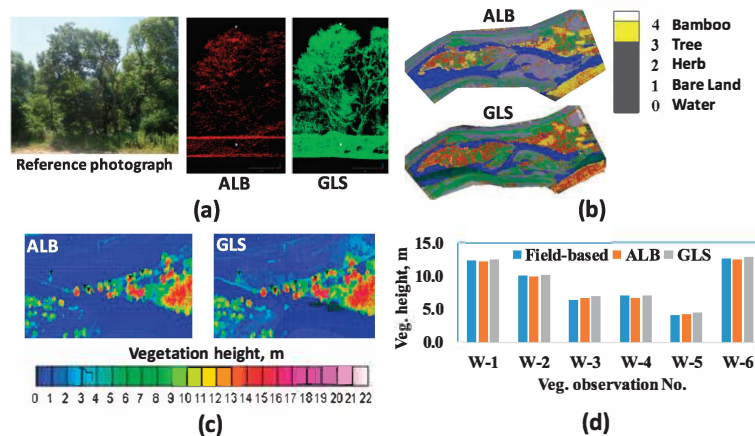 Reference photograph
ALB
GLS
(a)
ALB
GLS
4 Bamboo
3 Tree
2 Herb
1 Bare Land
0 Water
(b)
ALB
GLS
Vegetation height, m
0 1 2 3 4 5 6 7 8 9 10 11 12 13 14 15 16 17 18 19 20 21 22
(c)
Field-based ALB GLS
Veg. height, m
15.0
10.0
5.0
0.0
W-1 W-2 W-3 W-4 W-5 W-6
Veg. observation No.
(d)